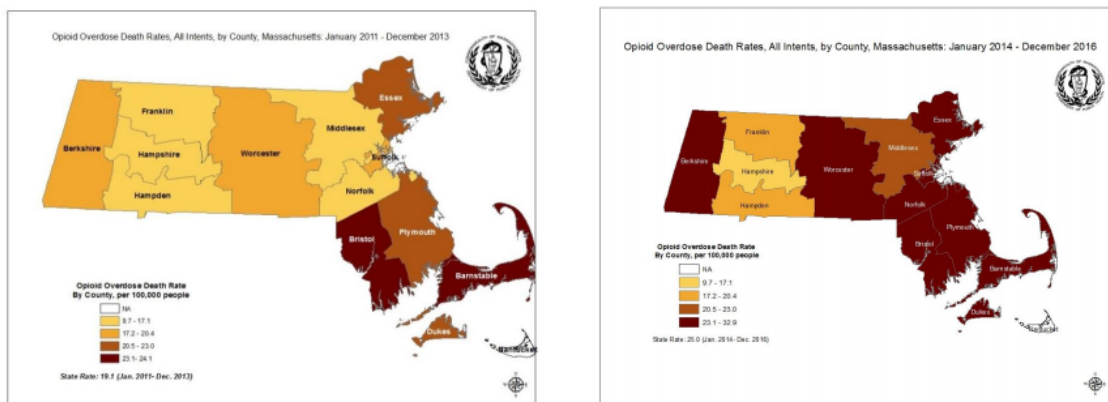 Opioid Overdose Death Rates, All Intents, by County, Massachusetts: January 2011 - December 2013
Essex
Franklin
Middlesex
Berkshire
Hampshire
Worcester
Suffolk
Hampden
Norfolk
Bristol
Plymouth
Barnstable
Dukes
Nantucket
Opioid Overdose Death Rate
By County, per 100,000 people
NA
9.7 - 17.1
17.2 - 20.4
20.5 - 23.0
23.1- 24.1
State Rate: 19.1 (Jan. 2011- Dec. 2013)
Opioid Overdose Death Rates, All Intents, by County, Massachusetts: January 2014 - December 2016
Essex
Franklin
Middlesex
Berkshire
Hampshire
Worcester
Suffolk
Hampden
Norfolk
Plymouth
Bristol
Barnstable
Dukes
Nantucket
Opioid Overdose Death Rate
By County, per 100,000 people
NA
9.7 - 17.1
17.2 - 20.4
20.5 - 23.0
23.1 - 32.9
State Rate: 25.0 (Jan. 2014- Dec. 2016)